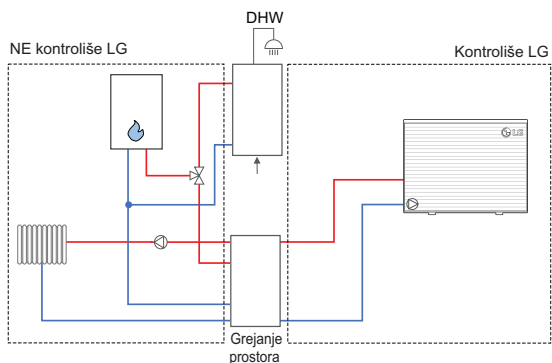 DHW
NE kontroliše LG
Kontroliše LG
LG
Grejanje
prostora